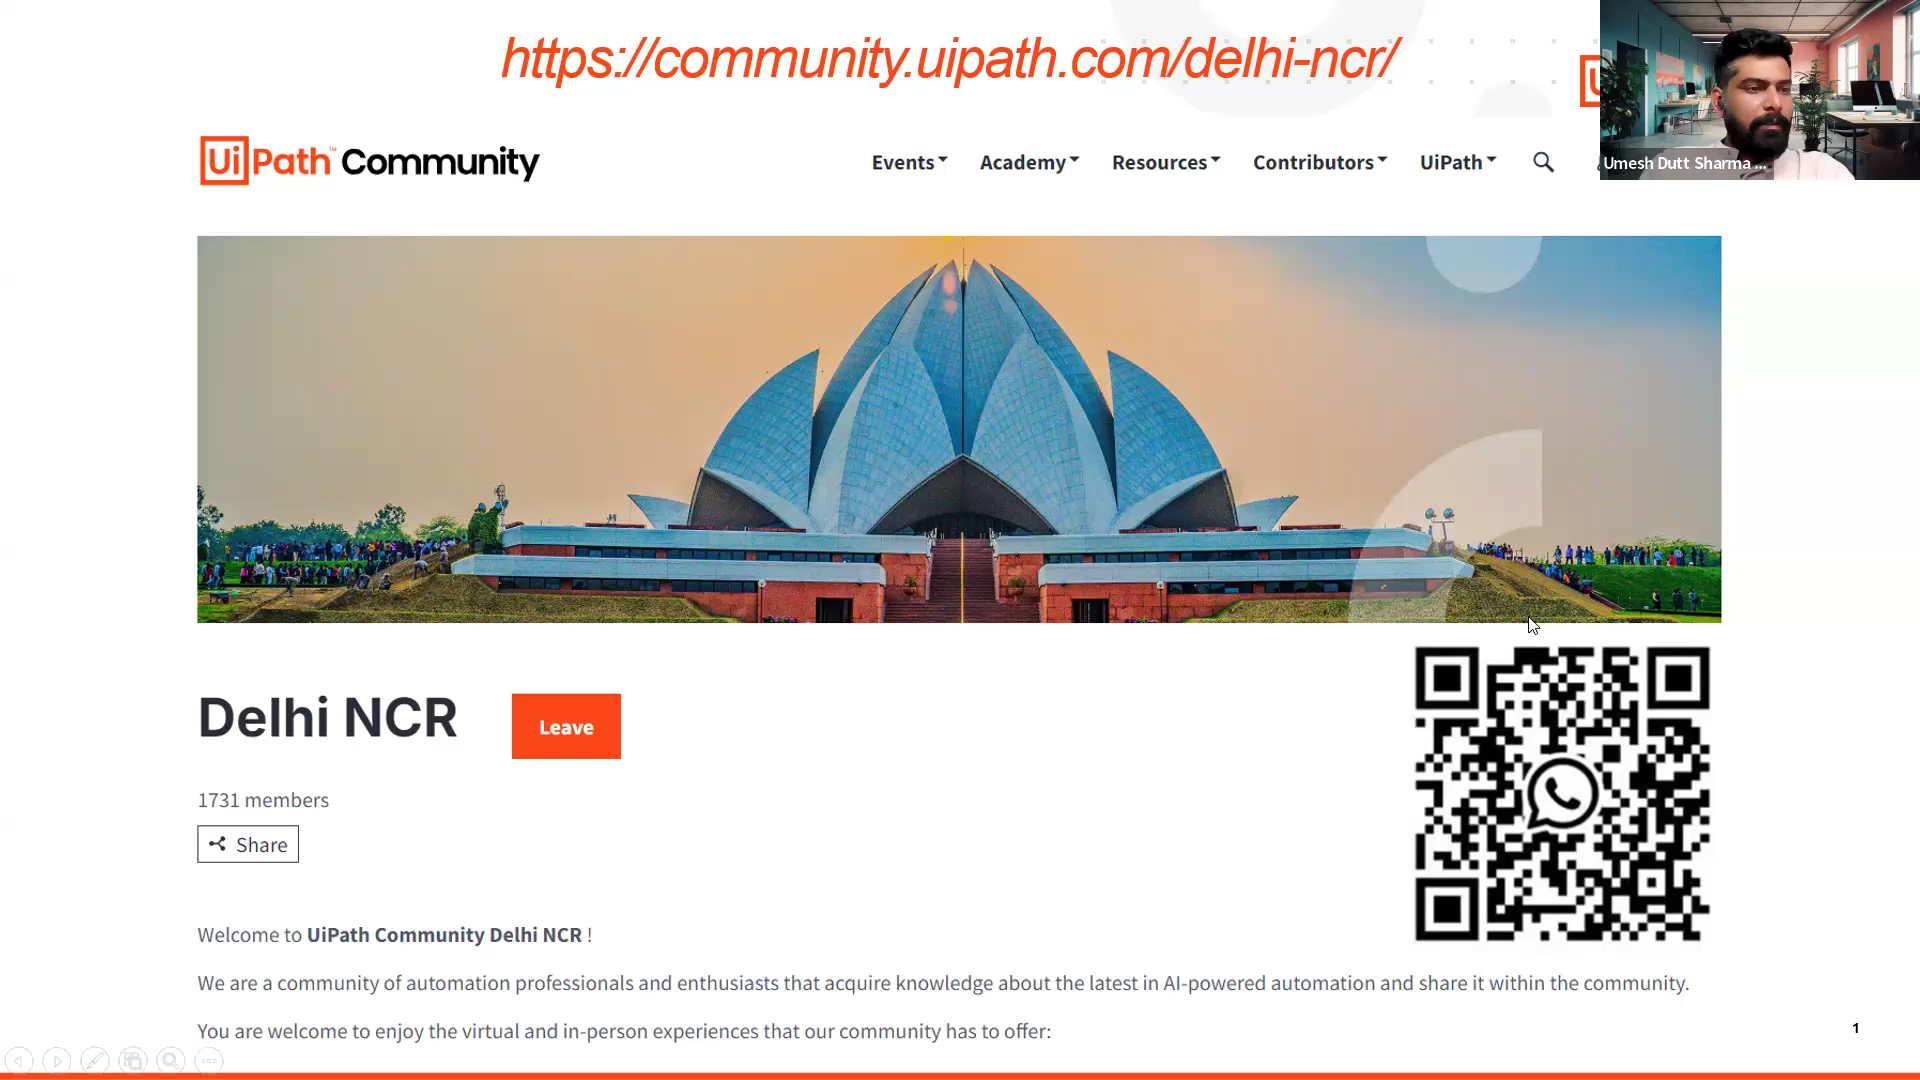 https://community.uipath.com/delhi-ncr/
Ui Path™ Community
Events Academy Resources Contributors UiPath
U
Umesh Dutt Sharma ...
Delhi NCR
Leave
1731 members
Share
Welcome to UiPath Community Delhi NCR !
We are a community of automation professionals and enthusiasts that acquire knowledge about the latest in AI-powered automation and share it within the community.
You are welcome to enjoy the virtual and in-person experiences that our community has to offer:
1